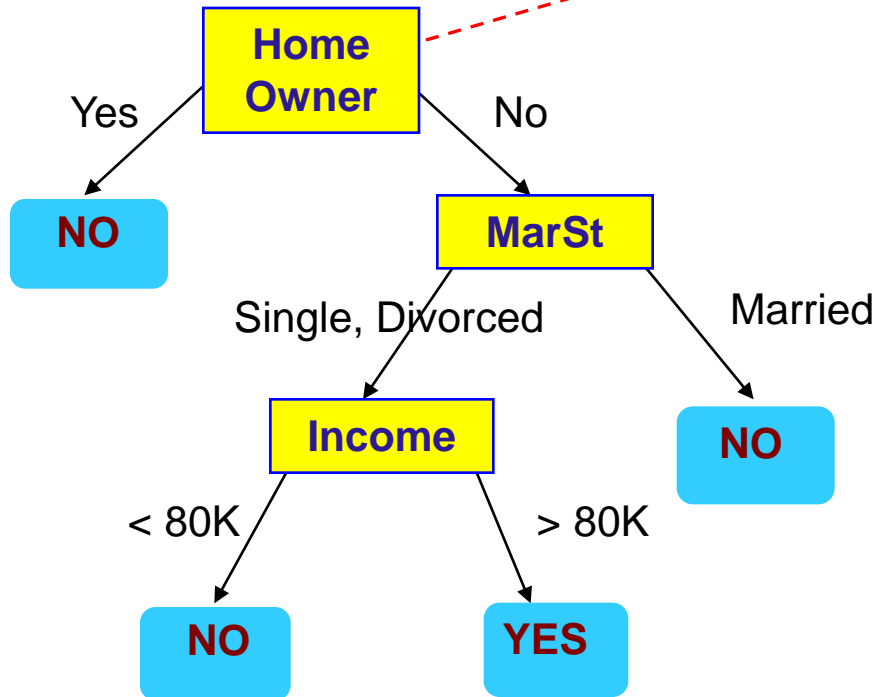 Home
Owner
Yes
No
NO
MarSt
Single, Divorced
Married
Income
NO
< 80K
> 80K
NO
YES